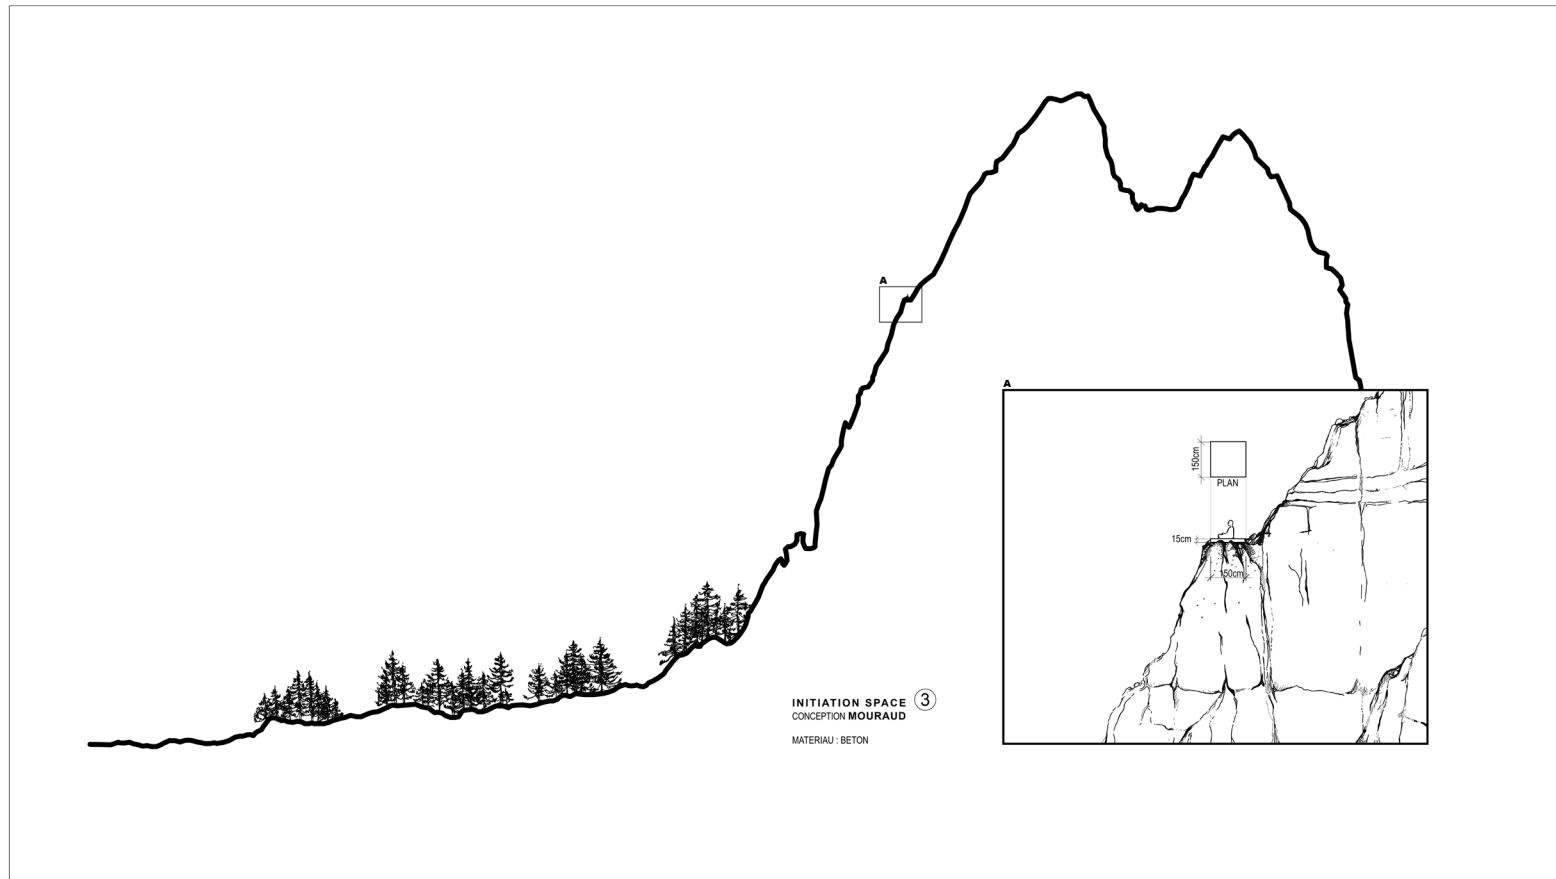 A
A
150cm
PLAN
15cm
150cm
INITIATION SPACE 3
CONCEPTION MOURAUD
MATERIAU : BETON